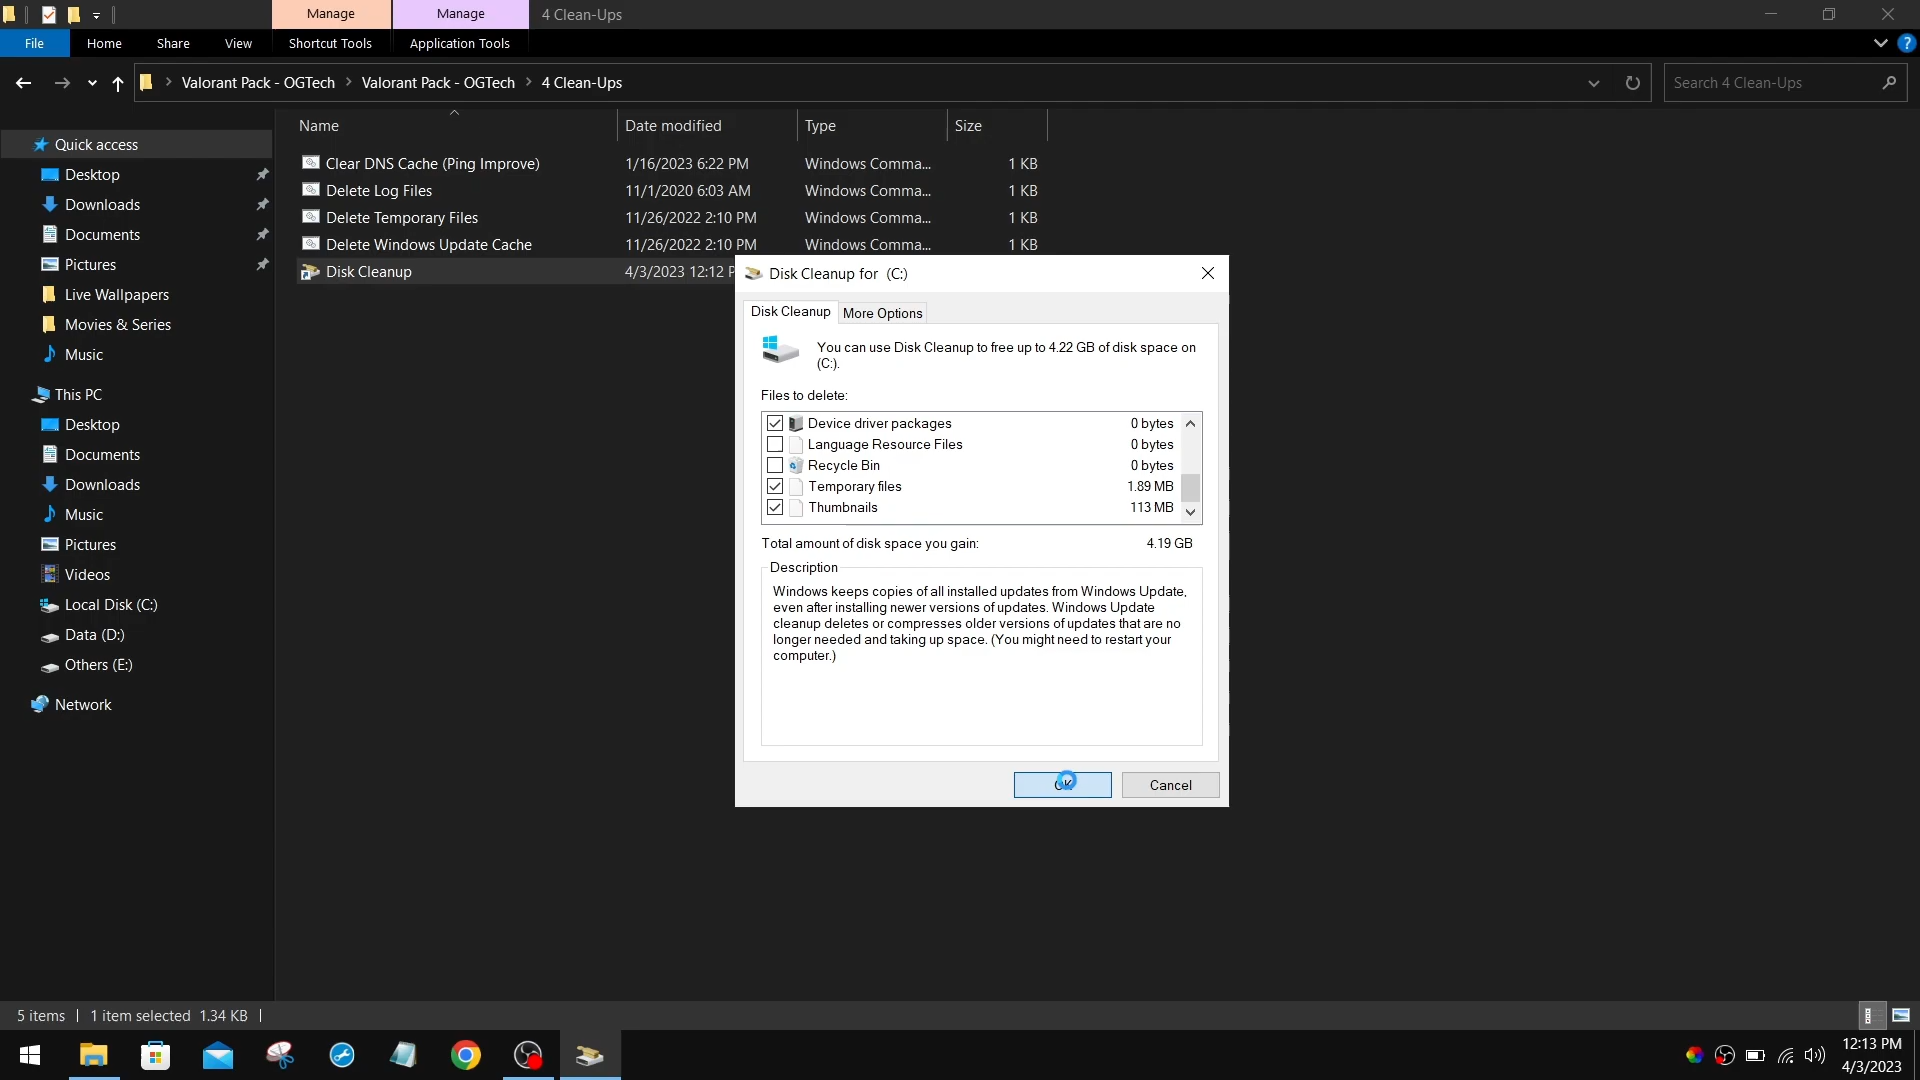 Manage
Manage
4 Clean-Ups
File
Home
Share
View
Shortcut Tools
Application Tools
?
Valorant Pack - OGTech
Valorant Pack - OGTech
4 Clean-Ups
Search 4 Clean-Ups
Name
Date modified
Type
Size
Quick access
Desktop
Downloads
Documents
Pictures
Live Wallpapers
Movies & Series
Music
This PC
Desktop
Documents
Downloads
Music
Pictures
Videos
Local Disk (C:)
Data (D:)
Others (E:)
Network
Clear DNS Cache (Ping Improve) 1/16/2023 6:22 PM Windows Comma... 1 KB
Delete Log Files 11/1/2020 6:03 AM Windows Comma... 1 KB
Delete Temporary Files 11/26/2022 2:10 PM Windows Comma... 1 KB
Delete Windows Update Cache 11/26/2022 2:10 PM Windows Comma... 1 KB
Disk Cleanup 4/3/2023 12:12 P
Disk Cleanup for (C:)
Disk Cleanup
More Options
You can use Disk Cleanup to free up to 4.22 GB of disk space on
(C:).
Files to delete:
Device driver packages 0 bytes
Language Resource Files 0 bytes
Recycle Bin 0 bytes
Temporary files 1.89 MB
Thumbnails 113 MB
Total amount of disk space you gain: 4.19 GB
Description
Windows keeps copies of all installed updates from Windows Update,
even after installing newer versions of updates. Windows Update
cleanup deletes or compresses older versions of updates that are no
longer needed and taking up space. (You might need to restart your
computer.)
OK
Cancel
5 items
1 item selected 1.34 KB
12:13 PM
4/3/2023